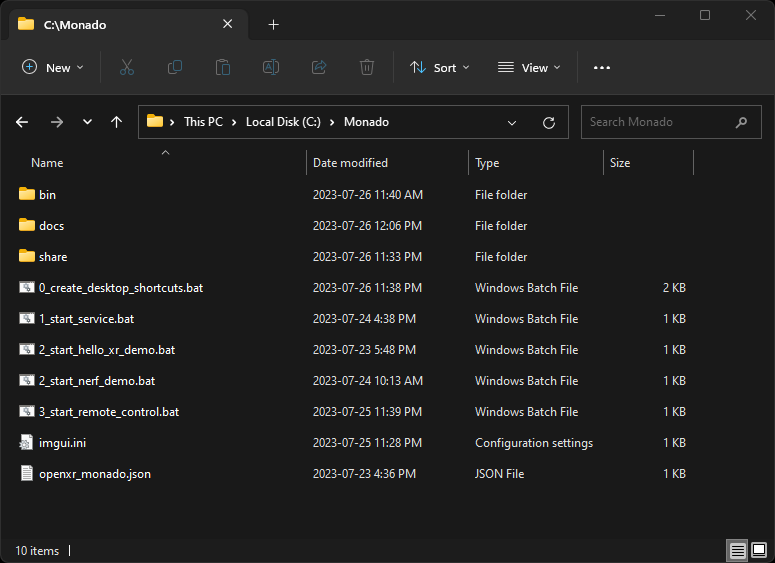 C:\Monado
New Sort View
This PC Local Disk (C:) Monado Search Monado
Name Date modified Type Size
bin 2023-07-26 11:40 AM File folder
docs 2023-07-26 12:06 PM File folder
share 2023-07-26 11:33 PM File folder
0_create_desktop_shortcuts.bat 2023-07-26 11:38 PM Windows Batch File 2 KB
1_start_service.bat 2023-07-24 4:38 PM Windows Batch File 1 KB
2_start_hello_xr_demo.bat 2023-07-23 5:48 PM Windows Batch File 1 KB
2_start_nerf_demo.bat 2023-07-24 10:13 AM Windows Batch File 1 KB
3_start_remote_control.bat 2023-07-25 11:39 PM Windows Batch File 1 KB
imgui.ini 2023-07-25 11:28 PM Configuration settings 1 KB
openxr_monado.json 2023-07-23 4:36 PM JSON File 1 KB
10 items